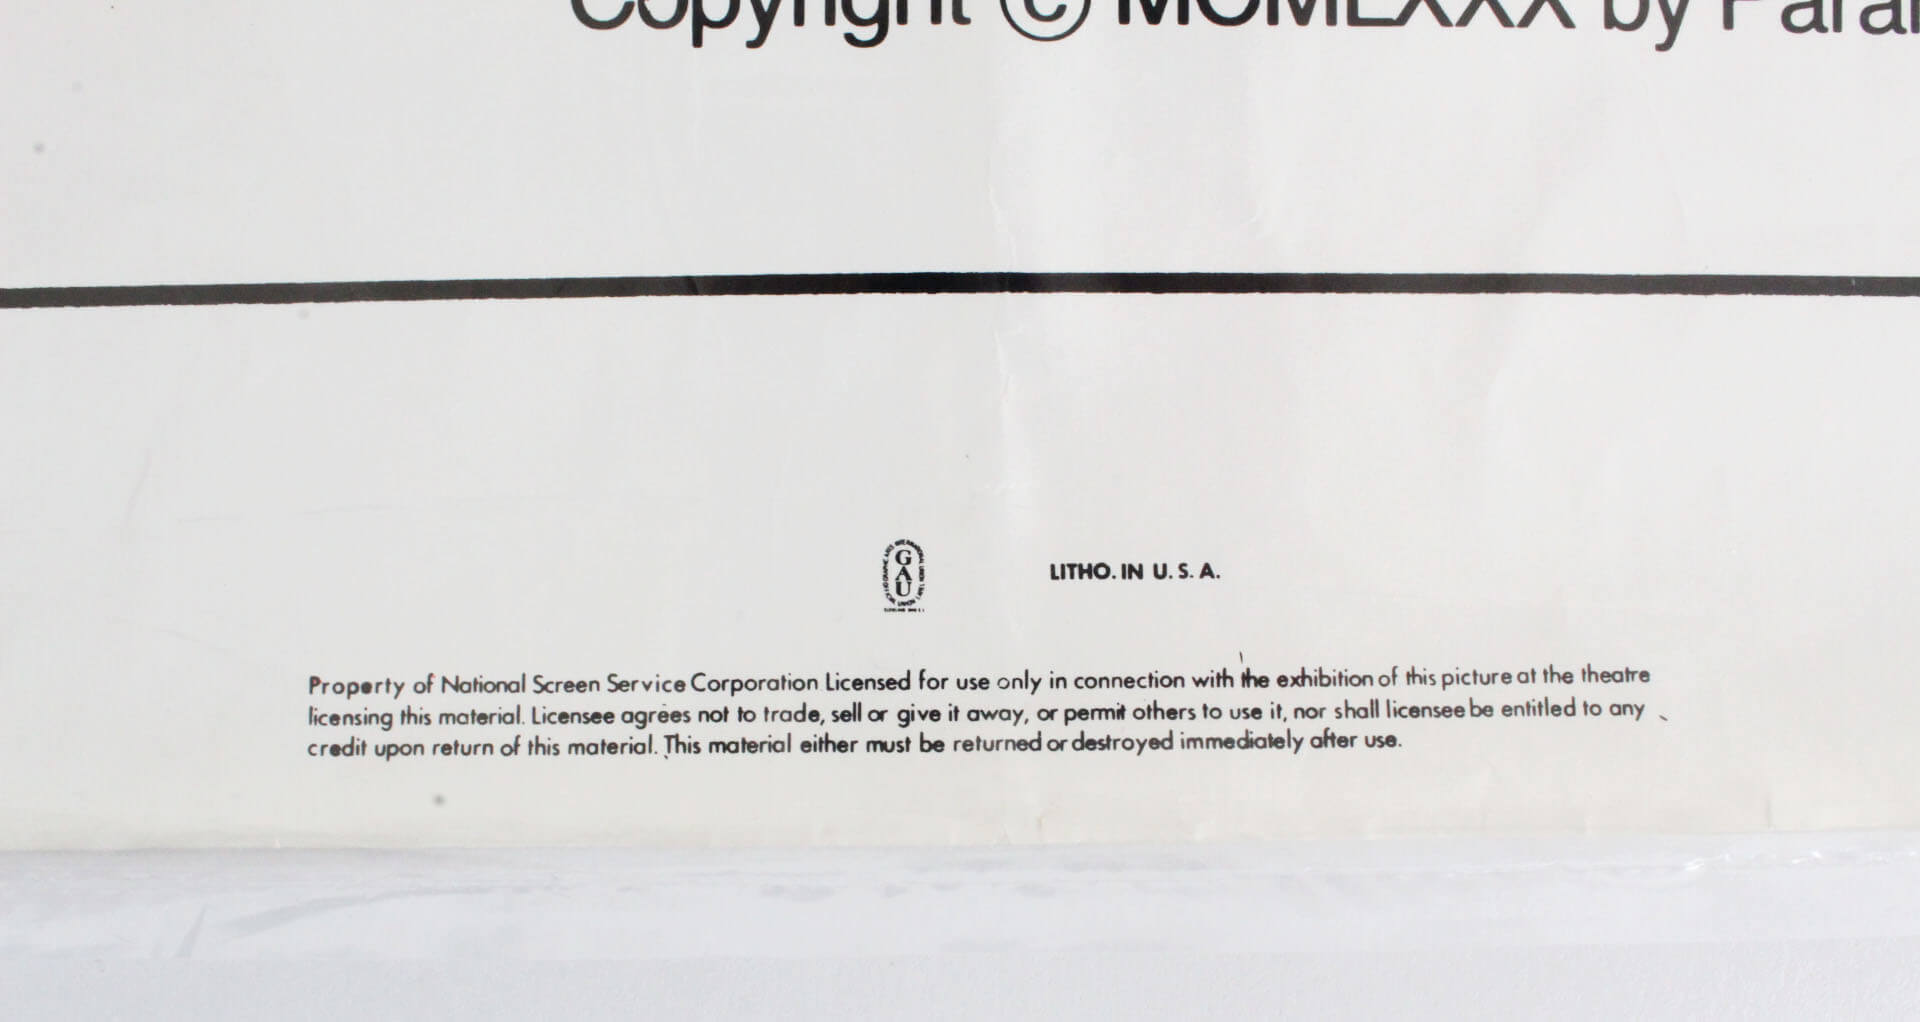 Copyright © MCMLXXX by Para
G
A
U
LITHO. IN U. S. A.
Property of National Screen Service Corporation Licensed for use only in connection with the exhibition of this picture at the theatre
licensing this material. Licensee agrees not to trade, sell or give it away, or permit others to use it, nor shall licensee be entitled to any
credit upon return of this material. This material either must be returned or destroyed immediately after use.